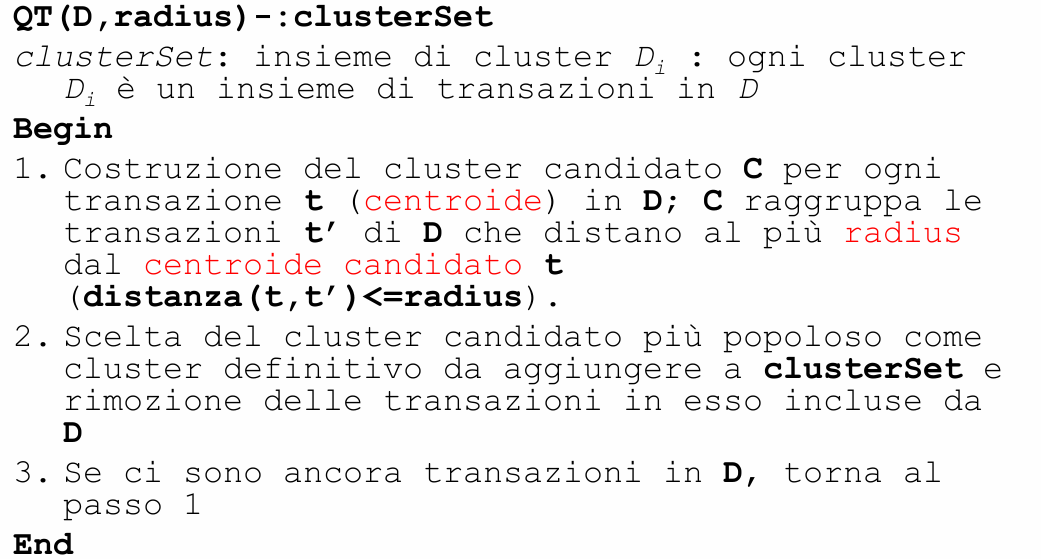 QT(D,radius)-:clusterSet
clusterSet: insieme di cluster Di : ogni cluster
Di è un insieme di transazioni in D
Begin
1. Costruzione del cluster candidato C per ogni
transazione t (centroide) in D; C raggruppa le
transazioni t’ di D che distano al più radius
dal centroide candidato t
(distanza(t,t’)<=radius).
2. Scelta del cluster candidato più popoloso come
cluster definitivo da aggiungere a clusterSet e
rimozione delle transazioni in esso incluse da
D
3. Se ci sono ancora transazioni in D, torna al
passo 1
End